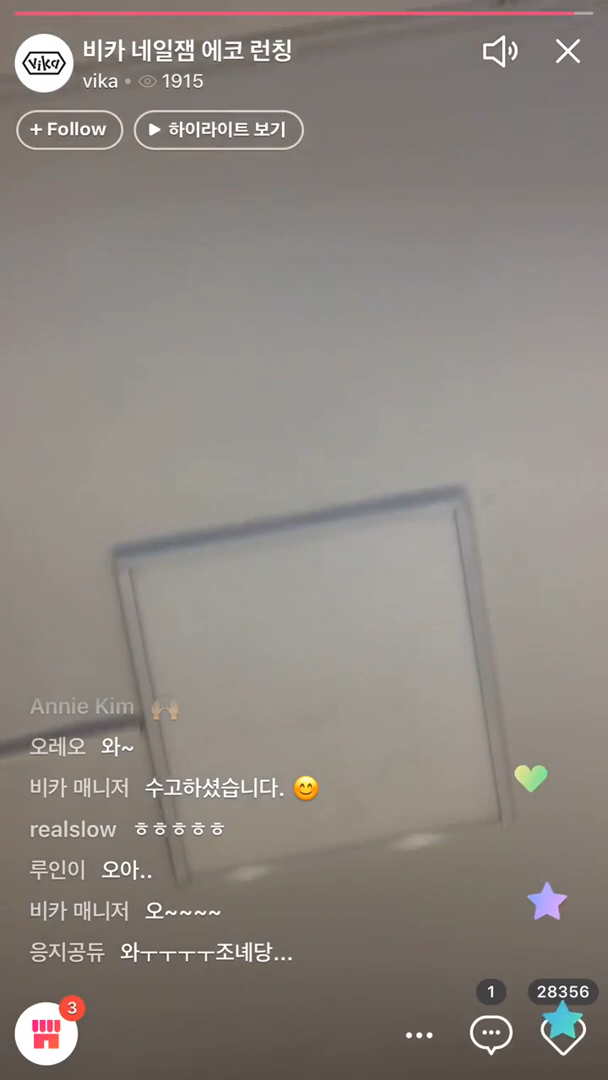 vika
비카 네일잼 에코 런칭
vika • 1915
+ Follow
하이라이트 보기
Annie Kim 🙌🏻
오레오 와~
비카 매니저 수고하셨습니다. 😊
realslow ㅎㅎㅎㅎㅎ
루인이 오아..
비카 매니저 오~~~~
응지공듀 와ㅜㅜㅜㅜ조녜당...
3
1
28356